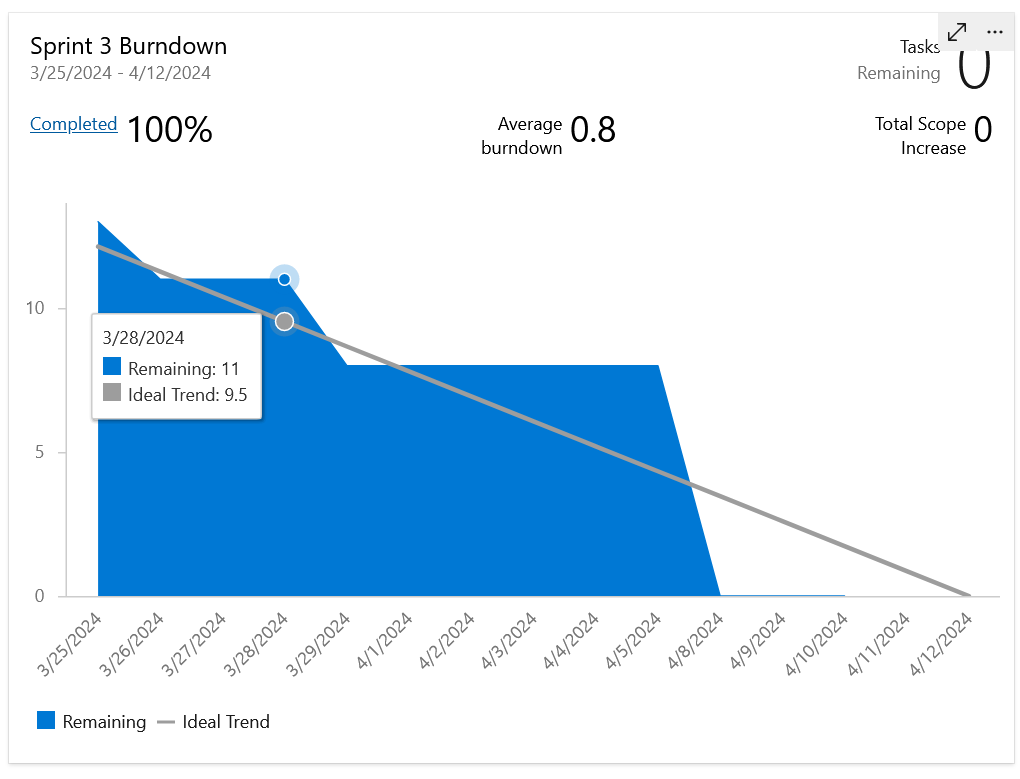 Sprint 3 Burndown
3/25/2024 - 4/12/2024
Tasks
Remaining 0
Completed 100%
Average
burndown 0.8
Total Scope
Increase 0
10
5
0
3/28/2024
Remaining: 11
Ideal Trend: 9.5
3/25/2024
3/26/2024
3/27/2024
3/28/2024
3/29/2024
4/1/2024
4/2/2024
4/3/2024
4/4/2024
4/5/2024
4/8/2024
4/9/2024
4/10/2024
4/11/2024
4/12/2024
Remaining
Ideal Trend